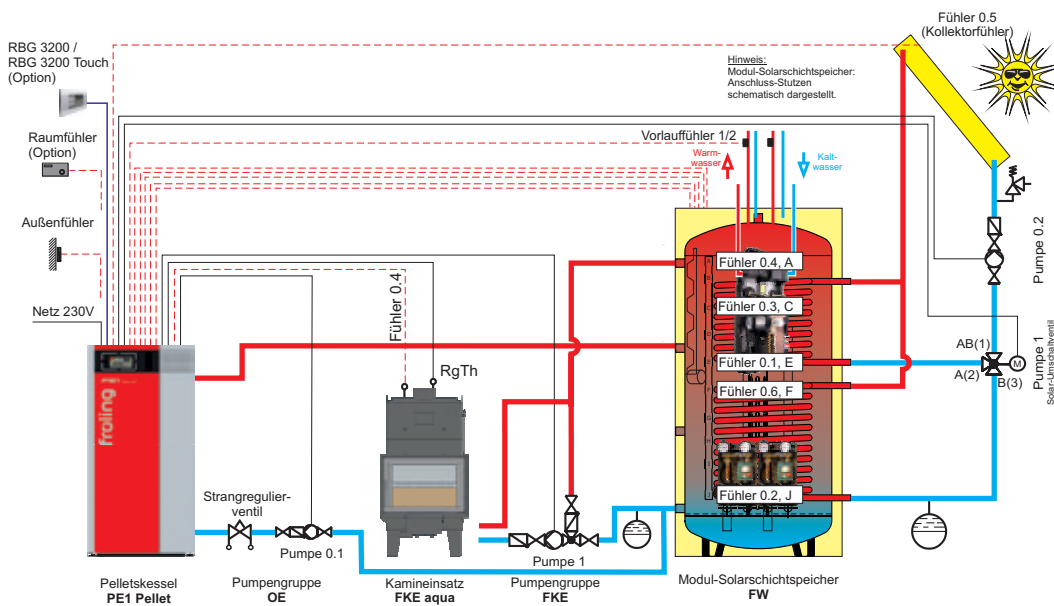 RBG 3200 /
RBG 3200 Touch
(Option)
Raumfühler
(Option)
Außenfühler
Netz 230V
Fühler 0.5
(Kollektorfühler)
Hinweis:
Modul-Solarschichtspeicher:
Anschluss-Stutzen
schematisch dargestellt.
Vorlauffühler 1/2
Warm-
wasser
Kalt-
wasser
Fühler 0.4
RgTh
Fühler 0.4, A
Fühler 0.3, C
Fühler 0.1, E
Fühler 0.6, F
Fühler 0.2, J
Pumpe 0.2
AB(1)
A(2)
B(3)
M
Pumpe 1
Solar-Umschaltventil
froling
Strangregulier-
ventil
Pumpe 0.1
Pumpe 1
Pelletskessel
PE1 Pellet
Pumpengruppe
OE
Kamineinsatz
FKE aqua
Pumpengruppe
FKE
Modul-Solarschichtspeicher
FW